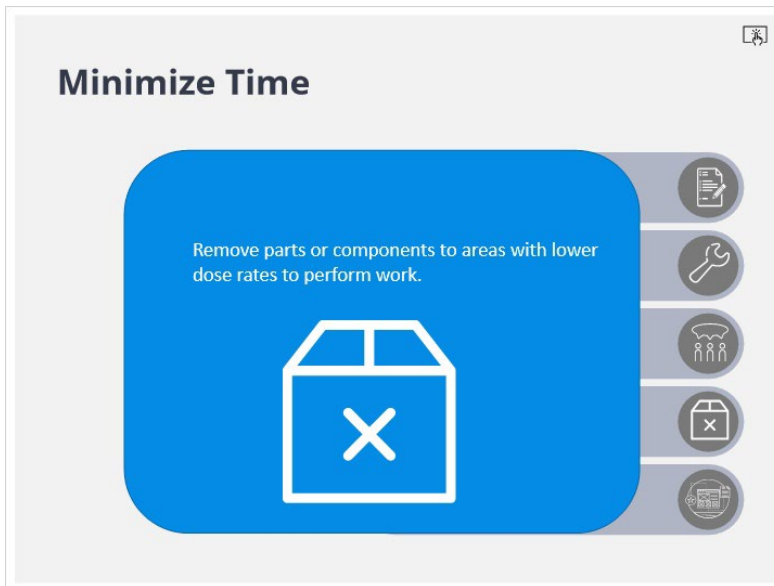 Minimize Time
Remove parts or components to areas with lower
dose rates to perform work.